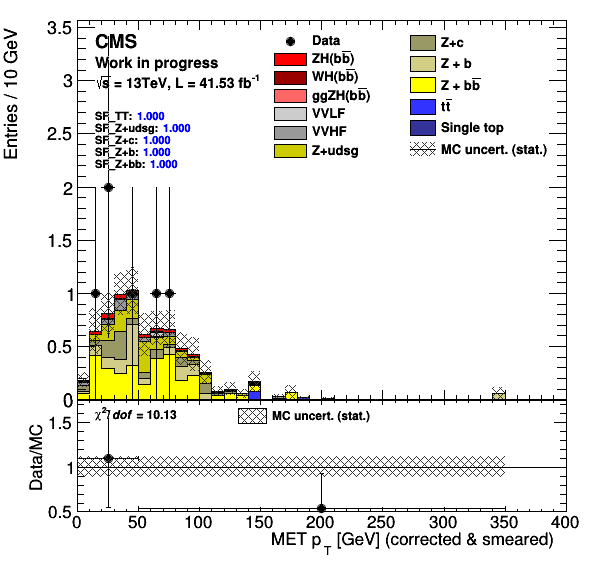 CMS
Work in progress
√s = 13TeV, L = 41.53 fb⁻¹
SF_TT: 1.000
SF_Z+udsg: 1.000
SF_Z+c: 1.000
SF_Z+b: 1.000
SF_Z+bb: 1.000
Data
ZH(bb̅)
WH(bb̅)
ggZH(bb̅)
VVLF
VVHF
Z+udsg
Z+c
Z + b
Z + bb̅
tt̅
Single top
MC uncert. (stat.)
Entries / 10 GeV
3.5
3
2.5
2
1.5
1
0.5
0
χ²/ dof = 10.13
MC uncert. (stat.)
Data/MC
1.5
1
0.5
0 50 100 150 200 250 300 350 400
MET p_T [GeV] (corrected & smeared)